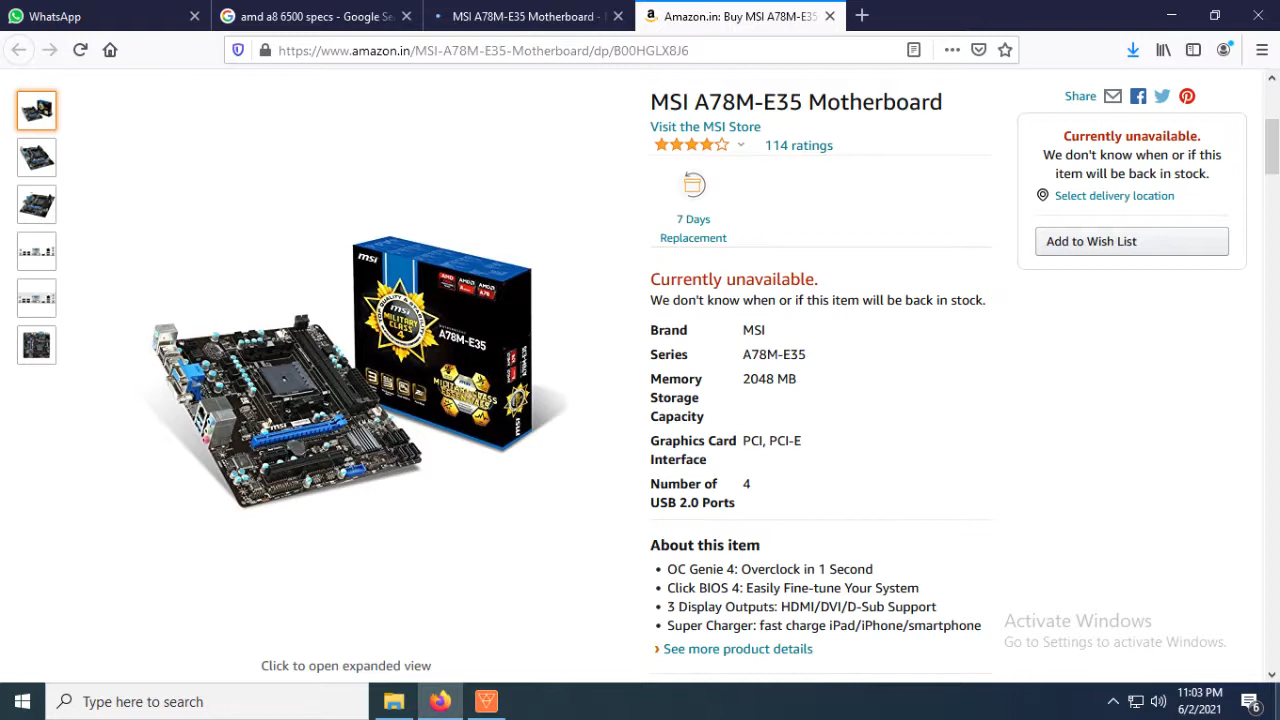 WhatsApp
amd a8 6500 specs - Google Se
MSI A78M-E35 Motherboard -
Amazon.in: Buy MSI A78M-E35
https://www.amazon.in/MSI-A78M-E35-Motherboard/dp/B00HGLX8J6
MSI A78M-E35 Motherboard
Visit the MSI Store
114 ratings
7 Days
Replacement
Currently unavailable.
We don't know when or if this item will be back in stock.
Brand MSI
Series A78M-E35
Memory 2048 MB
Storage
Capacity
Graphics Card PCI, PCI-E
Interface
Number of 4
USB 2.0 Ports
About this item
• OC Genie 4: Overclock in 1 Second
• Click BIOS 4: Easily Fine-tune Your System
• 3 Display Outputs: HDMI/DVI/D-Sub Support
• Super Charger: fast charge iPad/iPhone/smartphone
› See more product details
Share
Currently unavailable.
We don't know when or if this
item will be back in stock.
Select delivery location
Add to Wish List
msi
msi
MILITARY
CLASS
4
A78M-E35
msi
Click to open expanded view
Activate Windows
Go to Settings to activate Windows.
Type here to search
11:03 PM
6/2/2021
6